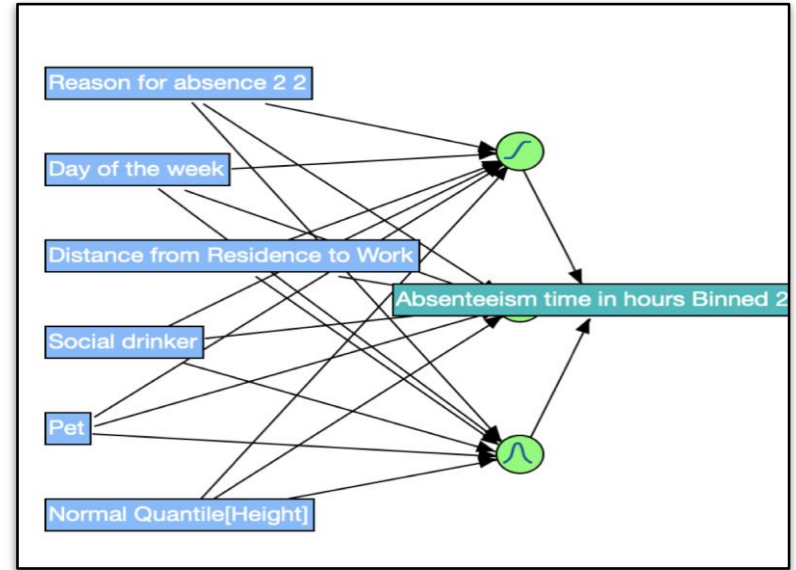 Reason for absence 2 2
Day of the week
Distance from Residence to Work
Absenteeism time in hours Binned 2
Social drinker
Pet
Normal Quantile[Height]